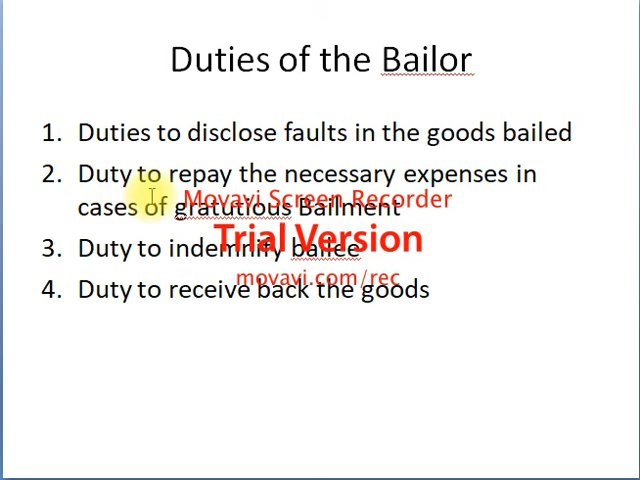 Duties of the Bailor
1. Duties to disclose faults in the goods bailed
2. Duty to repay the necessary expenses in
cases of gratutious Bailment
Movavi Screen Recorder
3. Duty to indemnify bailee
Trial Version
movavi.com/rec
4. Duty to receive back the goods